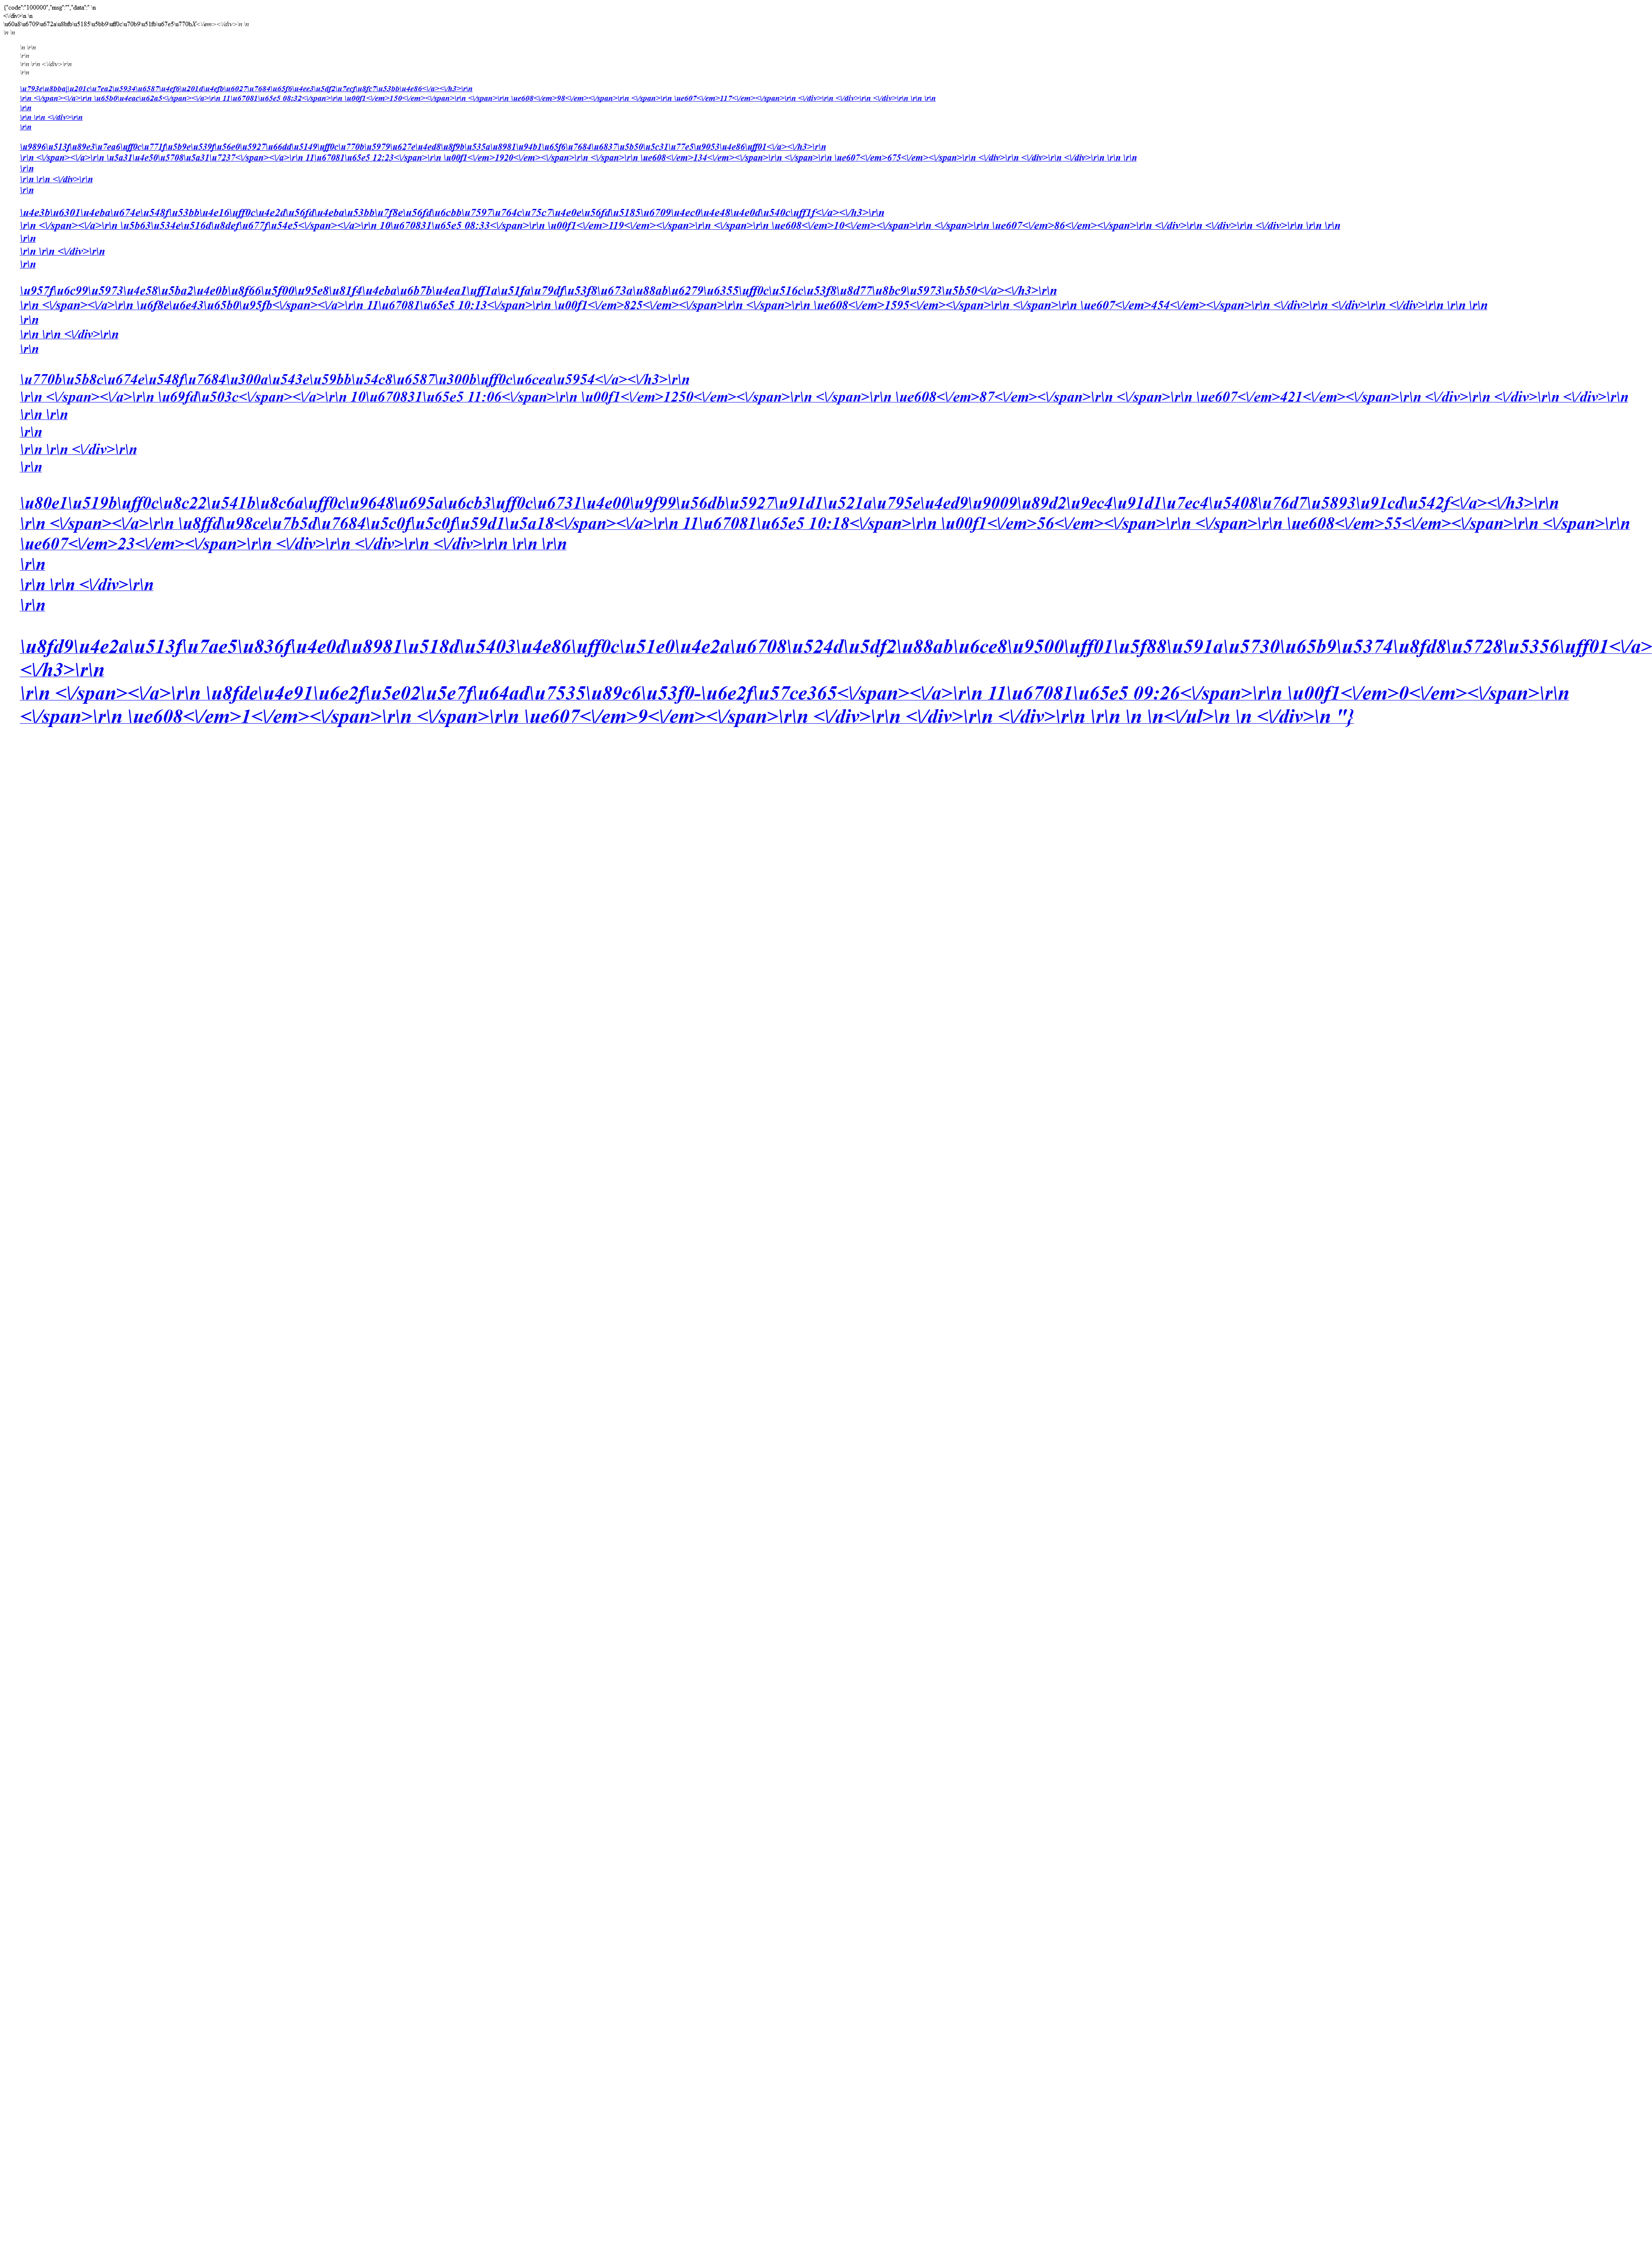 {"code":"100000","msg":"","data":" \n
<\/div>\n \n
\u60a8\u6709\u672a\u8bfb\u5185\u5bb9\uff0c\u70b9\u51fb\u67e5\u770bX<\/em><\/div>\n \n
\n \n
\n \r\n
\r\n
\r\n \r\n <\/div>\r\n
\r\n
\u793e\u8bba||\u201c\u7ea2\u5934\u6587\u4ef6\u201d\u4efb\u6027\u7684\u65f6\u4ee3\u5df2\u7ecf\u8fc7\u53bb\u4e86<\/a><\/h3>\r\n
\r\n <\/span><\/a>\r\n \u65b0\u4eac\u62a5<\/span><\/a>\r\n 11\u67081\u65e5 08:32<\/span>\r\n \u00f1<\/em>150<\/em><\/span>\r\n <\/span>\r\n \ue608<\/em>98<\/em><\/span>\r\n <\/span>\r\n \ue607<\/em>117<\/em><\/span>\r\n <\/div>\r\n <\/div>\r\n <\/div>\r\n \r\n \r\n
\r\n
\r\n \r\n <\/div>\r\n
\r\n
\u9896\u513f\u89e3\u7ea6\uff0c\u771f\u5b9e\u539f\u56e0\u5927\u66dd\u5149\uff0c\u770b\u5979\u627e\u4ed8\u8f9b\u535a\u8981\u94b1\u65f6\u7684\u6837\u5b50\u5c31\u77e5\u9053\u4e86\uff01<\/a><\/h3>\r\n
\r\n <\/span><\/a>\r\n \u5a31\u4e50\u5708\u5a31\u7237<\/span><\/a>\r\n 11\u67081\u65e5 12:23<\/span>\r\n \u00f1<\/em>1920<\/em><\/span>\r\n <\/span>\r\n \ue608<\/em>134<\/em><\/span>\r\n <\/span>\r\n \ue607<\/em>675<\/em><\/span>\r\n <\/div>\r\n <\/div>\r\n <\/div>\r\n \r\n \r\n
\r\n
\r\n \r\n <\/div>\r\n
\r\n
\u4e3b\u6301\u4eba\u674e\u548f\u53bb\u4e16\uff0c\u4e2d\u56fd\u4eba\u53bb\u7f8e\u56fd\u6cbb\u7597\u764c\u75c7\u4e0e\u56fd\u5185\u6709\u4ec0\u4e48\u4e0d\u540c\uff1f<\/a><\/h3>\r\n
\r\n <\/span><\/a>\r\n \u5b63\u534e\u516d\u8def\u677f\u54e5<\/span><\/a>\r\n 10\u670831\u65e5 08:33<\/span>\r\n \u00f1<\/em>119<\/em><\/span>\r\n <\/span>\r\n \ue608<\/em>10<\/em><\/span>\r\n <\/span>\r\n \ue607<\/em>86<\/em><\/span>\r\n <\/div>\r\n <\/div>\r\n <\/div>\r\n \r\n \r\n
\r\n
\r\n \r\n <\/div>\r\n
\r\n
\u957f\u6c99\u5973\u4e58\u5ba2\u4e0b\u8f66\u5f00\u95e8\u81f4\u4eba\u6b7b\u4ea1\uff1a\u51fa\u79df\u53f8\u673a\u88ab\u6279\u6355\uff0c\u516c\u53f8\u8d77\u8bc9\u5973\u5b50<\/a><\/h3>\r\n
\r\n <\/span><\/a>\r\n \u6f8e\u6e43\u65b0\u95fb<\/span><\/a>\r\n 11\u67081\u65e5 10:13<\/span>\r\n \u00f1<\/em>825<\/em><\/span>\r\n <\/span>\r\n \ue608<\/em>1595<\/em><\/span>\r\n <\/span>\r\n \ue607<\/em>454<\/em><\/span>\r\n <\/div>\r\n <\/div>\r\n <\/div>\r\n \r\n \r\n
\r\n
\r\n \r\n <\/div>\r\n
\r\n
\u770b\u5b8c\u674e\u548f\u7684\u300a\u543e\u59bb\u54c8\u6587\u300b\uff0c\u6cea\u5954<\/a><\/h3>\r\n
\r\n <\/span><\/a>\r\n \u69fd\u503c<\/span><\/a>\r\n 10\u670831\u65e5 11:06<\/span>\r\n \u00f1<\/em>1250<\/em><\/span>\r\n <\/span>\r\n \ue608<\/em>87<\/em><\/span>\r\n <\/span>\r\n \ue607<\/em>421<\/em><\/span>\r\n <\/div>\r\n <\/div>\r\n <\/div>\r\n
\r\n \r\n
\r\n
\r\n \r\n <\/div>\r\n
\r\n
\u80e1\u519b\uff0c\u8c22\u541b\u8c6a\uff0c\u9648\u695a\u6cb3\uff0c\u6731\u4e00\u9f99\u56db\u5927\u91d1\u521a\u795e\u4ed9\u9009\u89d2\u9ec4\u91d1\u7ec4\u5408\u76d7\u5893\u91cd\u542f<\/a><\/h3>\r\n
\r\n <\/span><\/a>\r\n \u8ffd\u98ce\u7b5d\u7684\u5c0f\u5c0f\u59d1\u5a18<\/span><\/a>\r\n 11\u67081\u65e5 10:18<\/span>\r\n \u00f1<\/em>56<\/em><\/span>\r\n <\/span>\r\n \ue608<\/em>55<\/em><\/span>\r\n <\/span>\r\n
\ue607<\/em>23<\/em><\/span>\r\n <\/div>\r\n <\/div>\r\n <\/div>\r\n \r\n \r\n
\r\n
\r\n \r\n <\/div>\r\n
\r\n
\u8fd9\u4e2a\u513f\u7ae5\u836f\u4e0d\u8981\u518d\u5403\u4e86\uff0c\u51e0\u4e2a\u6708\u524d\u5df2\u88ab\u6ce8\u9500\uff01\u5f88\u591a\u5730\u65b9\u5374\u8fd8\u5728\u5356\uff01<\/a>
<\/h3>\r\n
\r\n <\/span><\/a>\r\n \u8fde\u4e91\u6e2f\u5e02\u5e7f\u64ad\u7535\u89c6\u53f0-\u6e2f\u57ce365<\/span><\/a>\r\n 11\u67081\u65e5 09:26<\/span>\r\n \u00f1<\/em>0<\/em><\/span>\r\n
<\/span>\r\n \ue608<\/em>1<\/em><\/span>\r\n <\/span>\r\n \ue607<\/em>9<\/em><\/span>\r\n <\/div>\r\n <\/div>\r\n <\/div>\r\n \r\n \n \n<\/ul>\n \n <\/div>\n "}